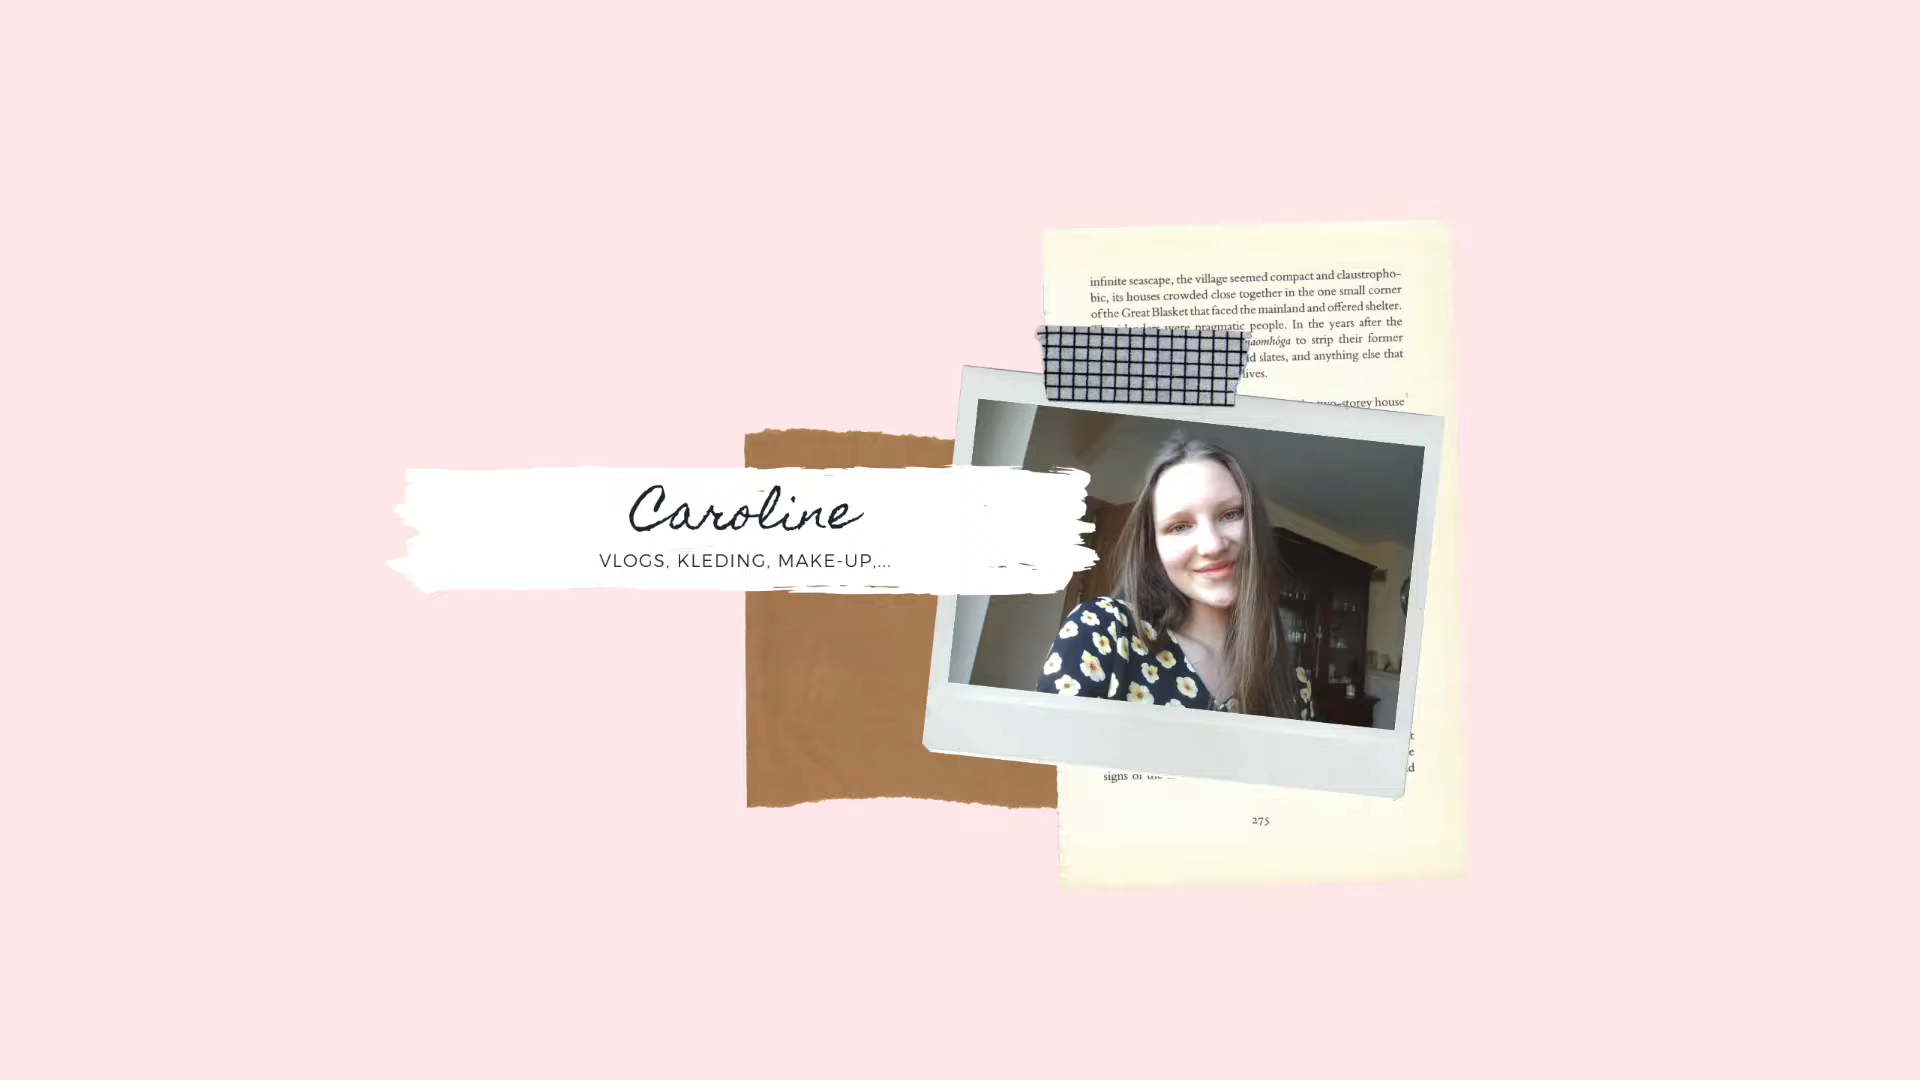 Caroline
VLOGS, KLEDING, MAKE-UP,...
infinite seascape, the village seemed compact and claustropho-
bic, its houses crowded close together in the one small corner
of the Great Blasket that faced the mainland and offered shelter.
were pragmatic people. In the years after the
naomhóga to strip their former
slates, and anything else that
lives.
two-storey house
signs of
275